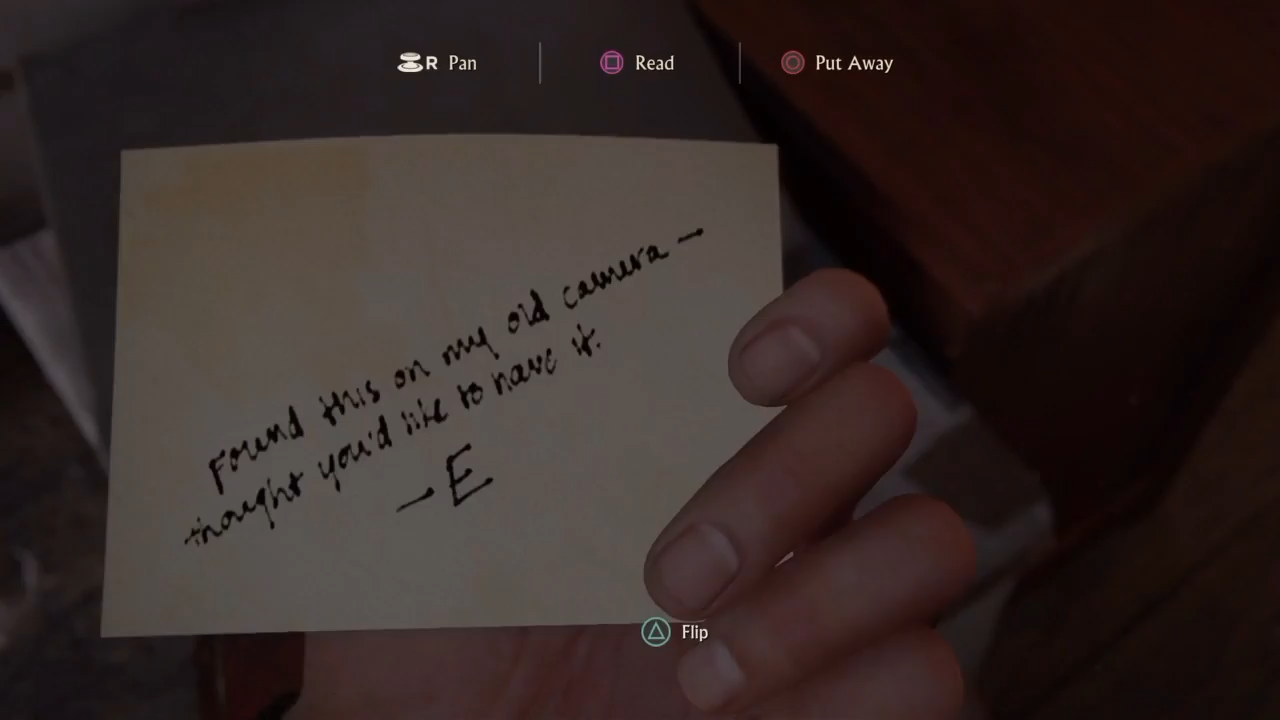 R Pan
Read
Put Away
Found this on my old camera —
thought you'd like to have it.
— E
Flip